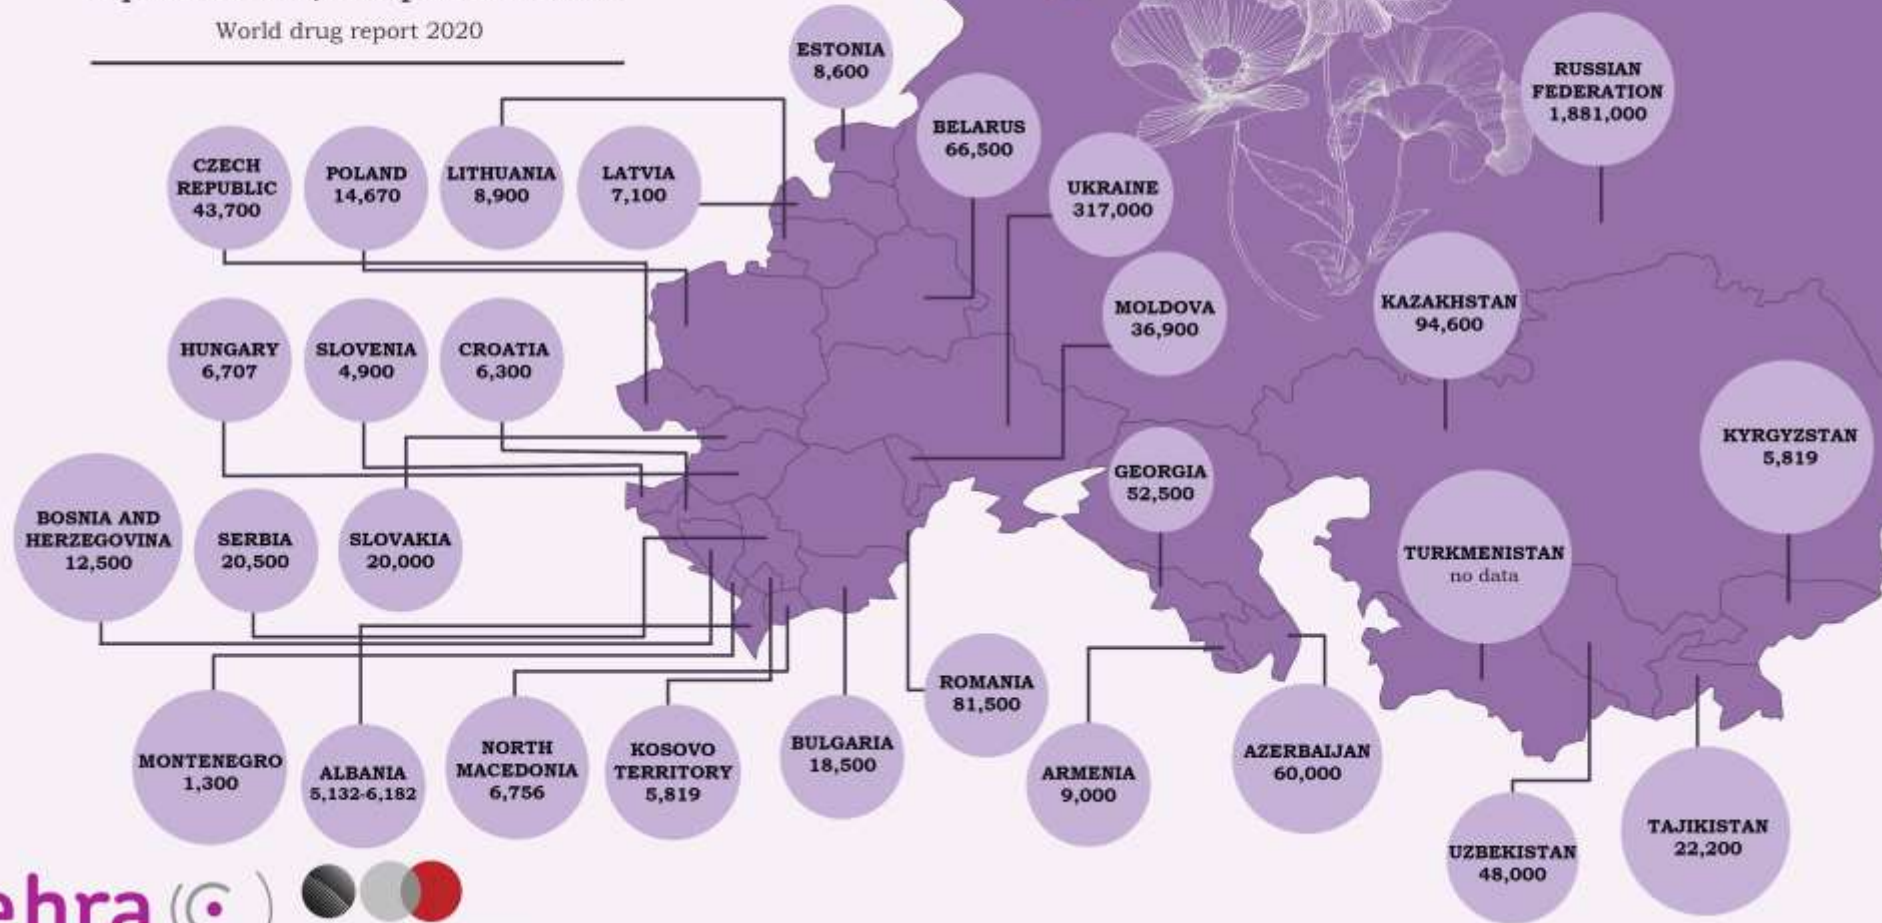 World drug report 2020
ESTONIA
8,600
RUSSIAN
FEDERATION
1,881,000
BELARUS
66,500
CZECH
REPUBLIC
43,700
POLAND
14,670
LITHUANIA
8,900
LATVIA
7,100
UKRAINE
317,000
MOLDOVA
36,900
KAZAKHSTAN
94,600
HUNGARY
6,707
SLOVENIA
4,900
CROATIA
6,300
KYRGYZSTAN
5,819
GEORGIA
52,500
BOSNIA AND
HERZEGOVINA
12,500
SERBIA
20,500
SLOVAKIA
20,000
TURKMENISTAN
no data
ROMANIA
81,500
MONTENEGRO
1,300
ALBANIA
5,132-6,182
NORTH
MACEDONIA
6,756
KOSOVO
TERRITORY
5,819
BULGARIA
18,500
ARMENIA
9,000
AZERBAIJAN
60,000
UZBEKISTAN
48,000
TAJIKISTAN
22,200
ehra